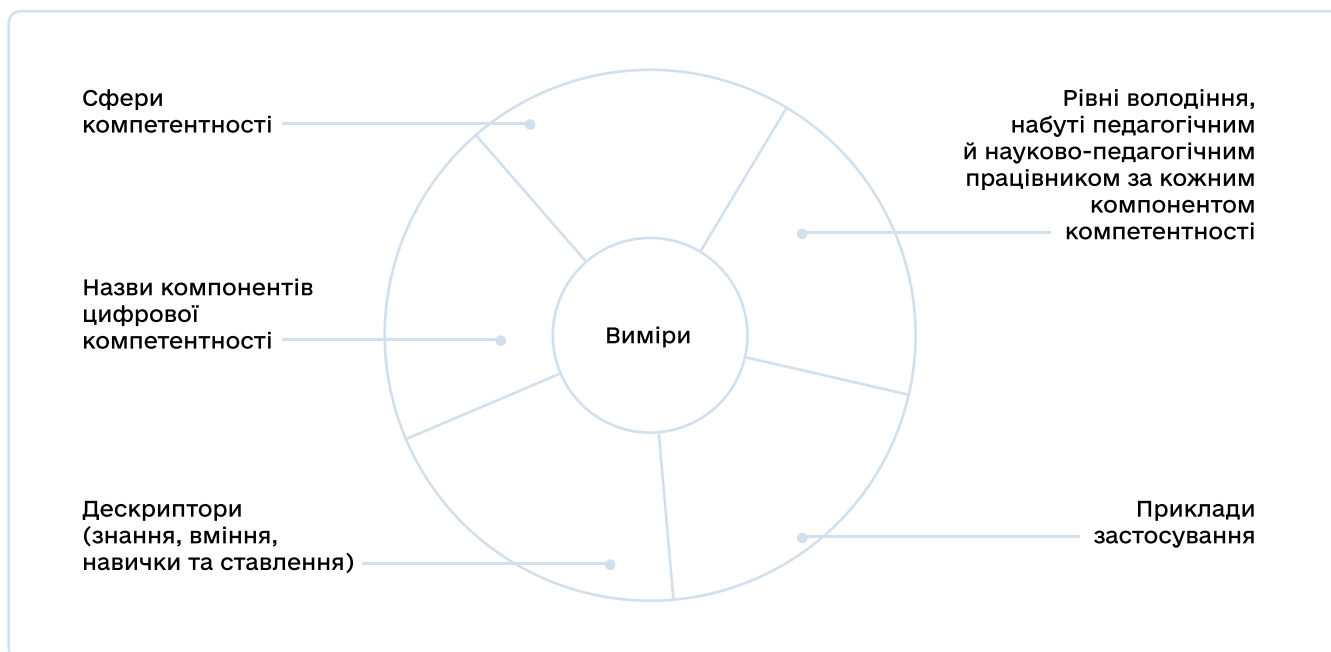 Сфери
компетентності
Рівні володіння,
набуті педагогічним
й науково-педагогічним
працівником за кожним
компонентом
компетентності
Назви компонентів
цифрової
компетентності
Виміри
Дескриптори
(знання, вміння,
навички та ставлення)
Приклади
застосування